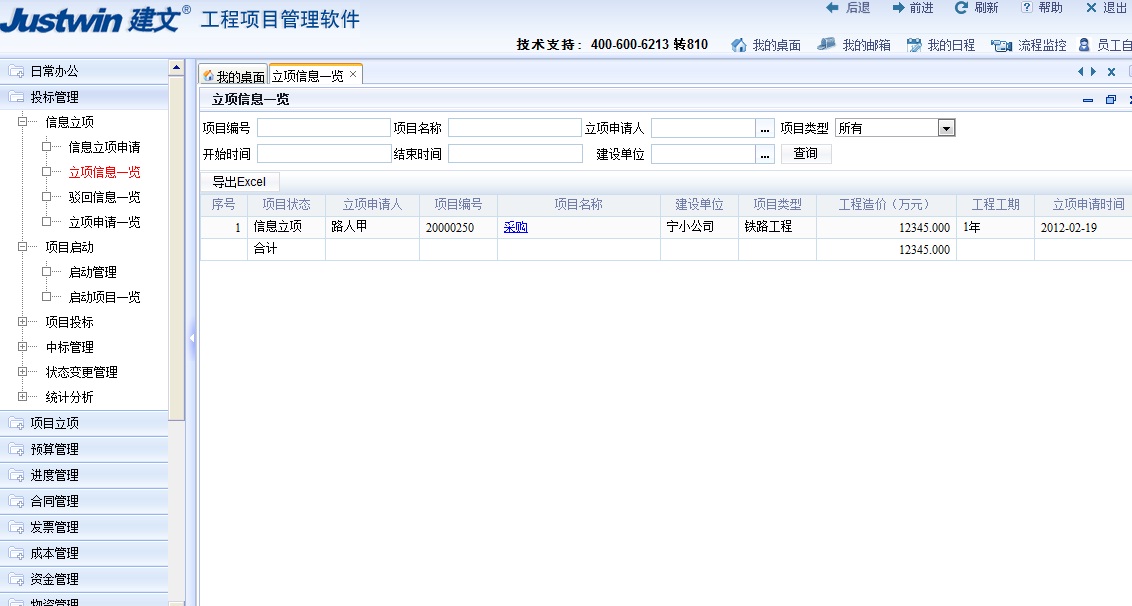 Justwin 建文® 工程项目管理软件
后退 前进 刷新 帮助 退出
技术支持： 400-600-6213 转810 我的桌面 我的邮箱 我的日程 流程监控 员工自
日常办公
投标管理
信息立项
信息立项申请
立项信息一览
驳回信息一览
立项申请一览
项目启动
启动管理
启动项目一览
项目投标
中标管理
状态变更管理
统计分析
项目立项
预算管理
进度管理
合同管理
发票管理
成本管理
资金管理
物资管理
我的桌面 立项信息一览 ×
立项信息一览
项目编号 项目名称 立项申请人 ... 项目类型 所有
开始时间 结束时间 建设单位 ... 查询
导出Excel
序号 项目状态 立项申请人 项目编号 项目名称 建设单位 项目类型 工程造价（万元） 工程工期 立项申请时间
1 信息立项 路人甲 20000250 采购 宁小公司 铁路工程 12345.000 1年 2012-02-19
合计 12345.000